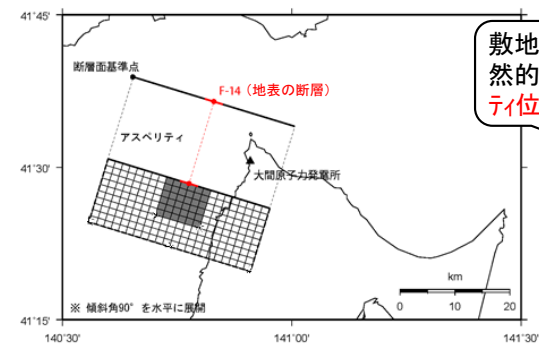 41°45'
敷地
然的
ティ位
断層面基準点
F-14（地表の断層）
アスペリティ
41°30'
大間原子力発電所
km
0 10 20
※ 傾斜角90°を水平に展開
41°15'
140°30' 141°00' 141°30'